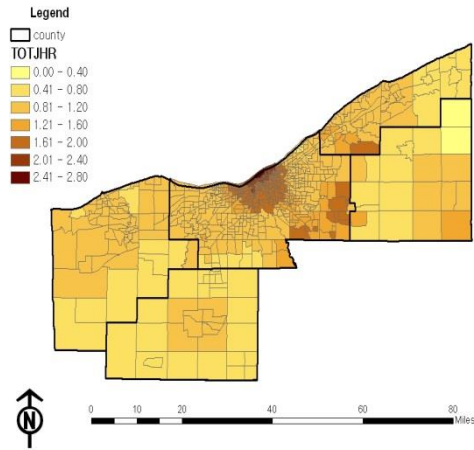 Legend
county
TOTJHR
0.00 - 0.40
0.41 - 0.80
0.81 - 1.20
1.21 - 1.60
1.61 - 2.00
2.01 - 2.40
2.41 - 2.80
N
0 20 40 60 80
Miles